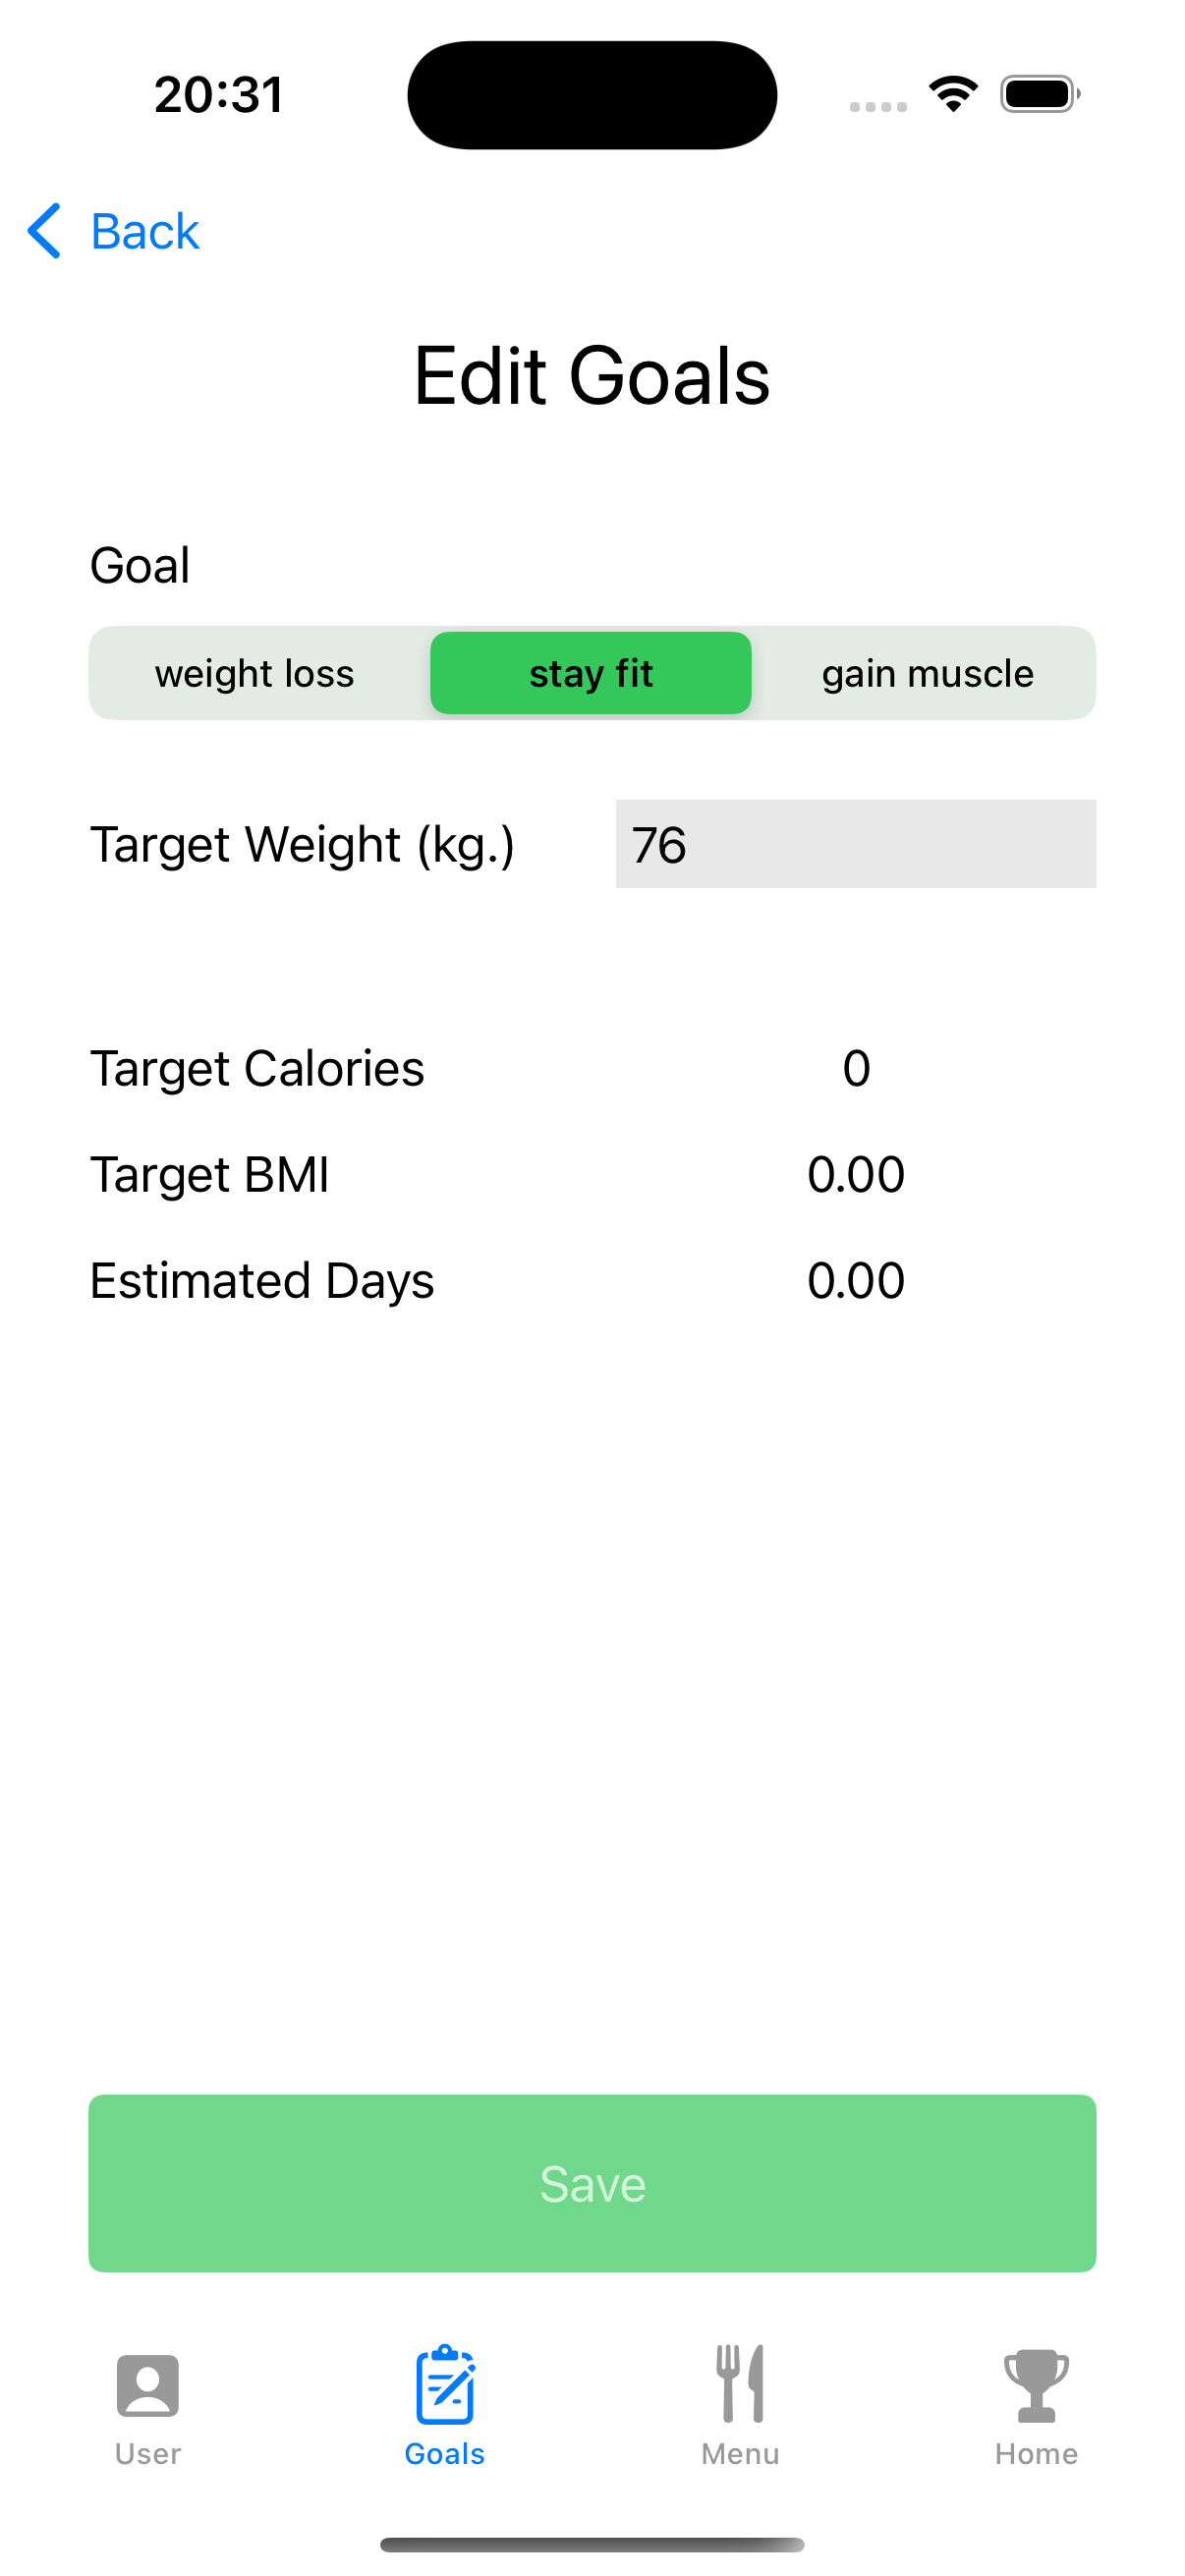 20:31
Back
Edit Goals
Goal
weight loss stay fit gain muscle
Target Weight (kg.) 76
Target Calories 0
Target BMI 0.00
Estimated Days 0.00
Save
User Goals Menu Home